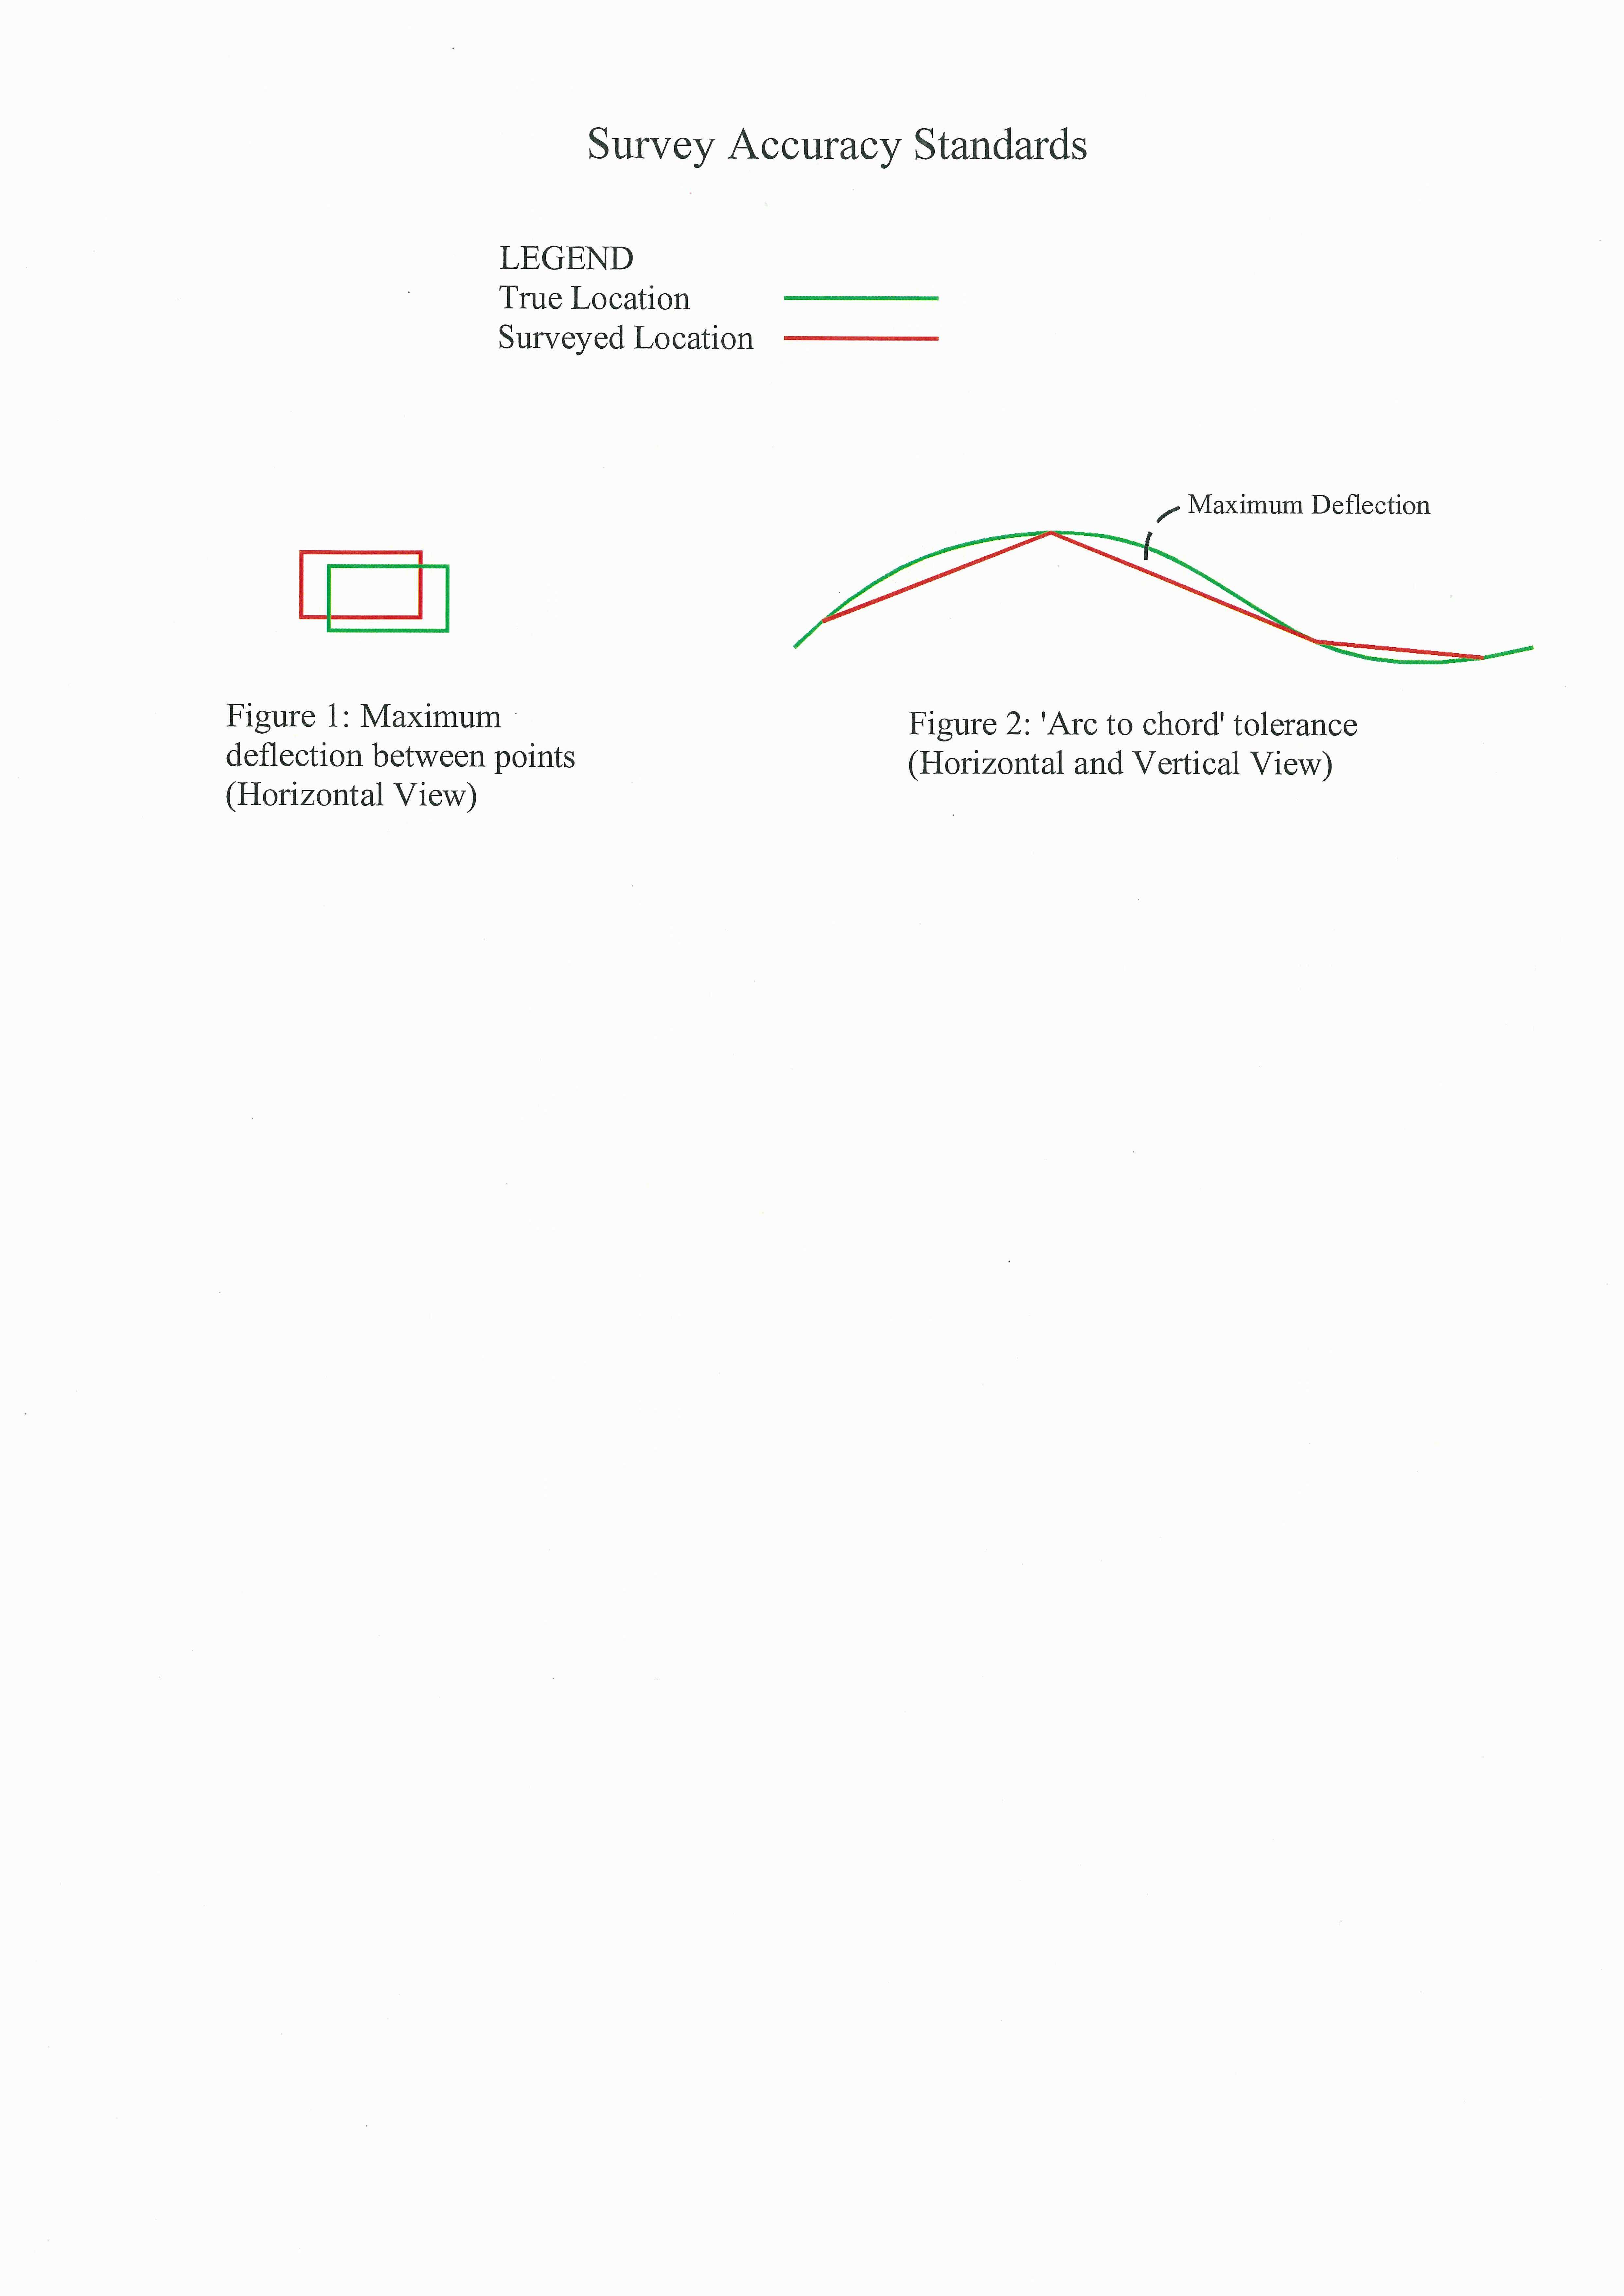 Survey Accuracy Standards
LEGEND
True Location
Surveyed Location
Maximum Deflection
Figure 1: Maximum
deflection between points
(Horizontal View)
Figure 2: 'Arc to chord' tolerance
(Horizontal and Vertical View)